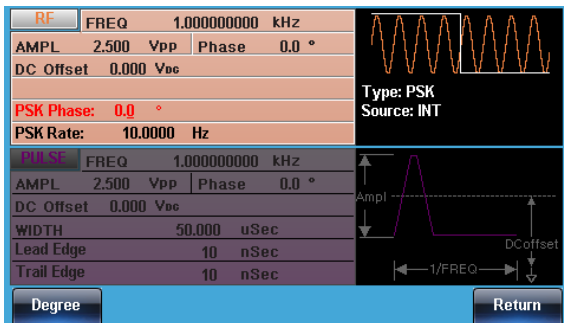 RF FREQ 1.000000000 kHz
AMPL 2.500 Vpp Phase 0.0 °
DC Offset 0.000 VDC
Type: PSK
PSK Phase: 0.0 ° Source: INT
PSK Rate: 10.0000 Hz
PULSE FREQ 1.000000000 kHz
AMPL 2.500 Vpp Phase 0.0 °
Ampl
DC Offset 0.000 VDC
WIDTH 50.000 uSec
DCoffset
Lead Edge 10 nSec
Trail Edge 10 nSec
1/FREQ
Degree Return